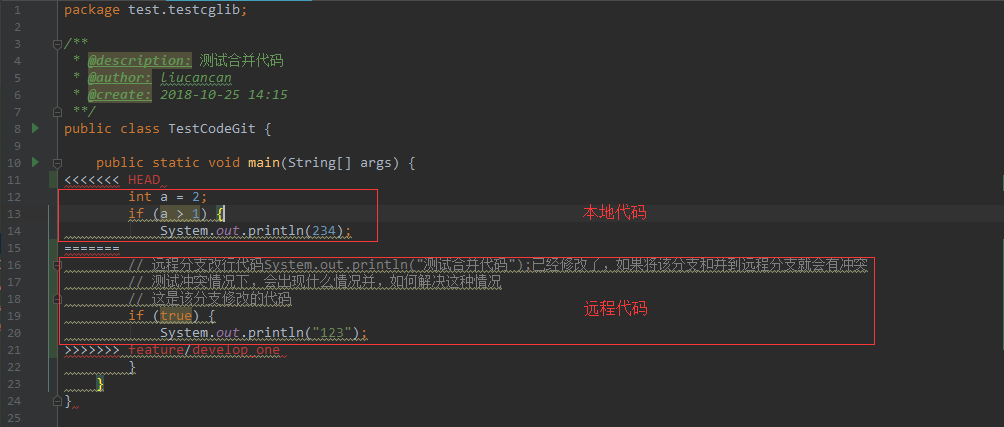 1 package test.testcglib;
2
3 /**
4 * @description: 测试合并代码
5 * @author: liucancan
6 * @create: 2018-10-25 14:15
7 **/
8 public class TestCodeGit {
9
10 public static void main(String[] args) {
11 <<<<<<< HEAD
12 int a = 2;
13 if (a > 1) {
本地代码
14 System.out.println(234);
15 =======
16 // 远程分支改行代码System.out.println("测试合并代码");已经修改了，如果将该分支和并到远程分支就会有冲突
17 // 测试冲突情况下，会出现什么情况并，如何解决这种情况
18 // 这是该分支修改的代码
远程代码
19 if (true) {
20 System.out.println("123");
21 >>>>>>> feature/develop_one
22 }
23 }
24 }
25